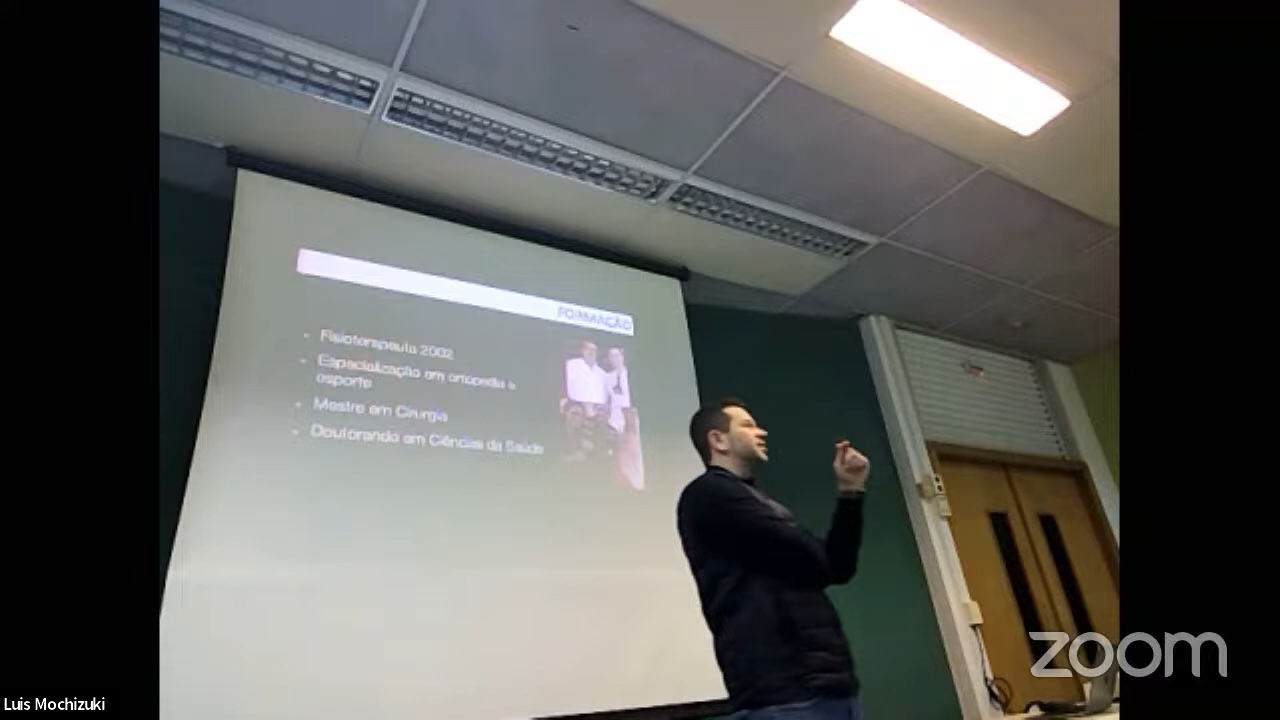 FORMAÇÃO
Fisioterapeuta 2002
Especialização em ortopedia e
esporte
Mestre em Cirurgia
Doutorando em Ciências da Saúde
zoom
Luis Mochizuki